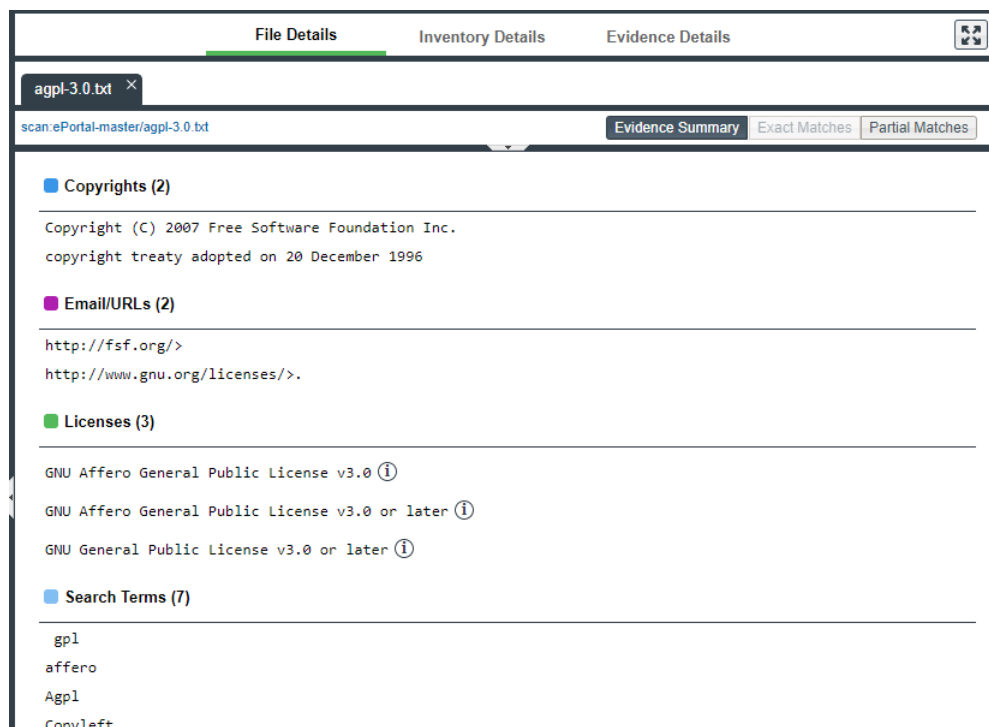 File Details Inventory Details Evidence Details
agpl-3.0.txt ×
scan:ePortal-master/agpl-3.0.txt Evidence Summary Exact Matches Partial Matches
Copyrights (2)
Copyright (C) 2007 Free Software Foundation Inc.
copyright treaty adopted on 20 December 1996
Email/URLs (2)
http://fsf.org/>
http://www.gnu.org/licenses/>.
Licenses (3)
GNU Affero General Public License v3.0 i
GNU Affero General Public License v3.0 or later i
GNU General Public License v3.0 or later i
Search Terms (7)
gpl
affero
Agpl
Copyleft